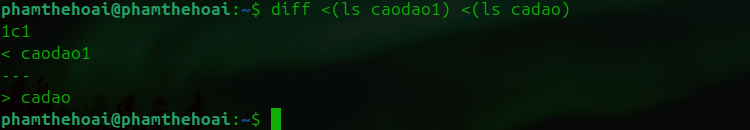 phamthehoai@phamthehoai:~$ diff <(ls caodao1) <(ls cadao)
1c1
< caodao1
---
> cadao
phamthehoai@phamthehoai:~$